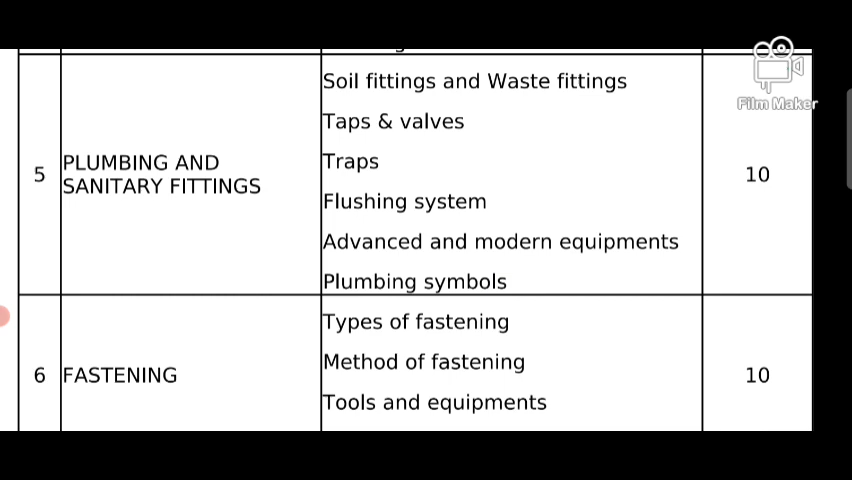 Soil fittings and Waste fittings
Taps & valves
Traps
Flushing system
Advanced and modern equipments
Plumbing symbols
5
PLUMBING AND
SANITARY FITTINGS
10
Types of fastening
Method of fastening
Tools and equipments
6
FASTENING
10
Film Maker